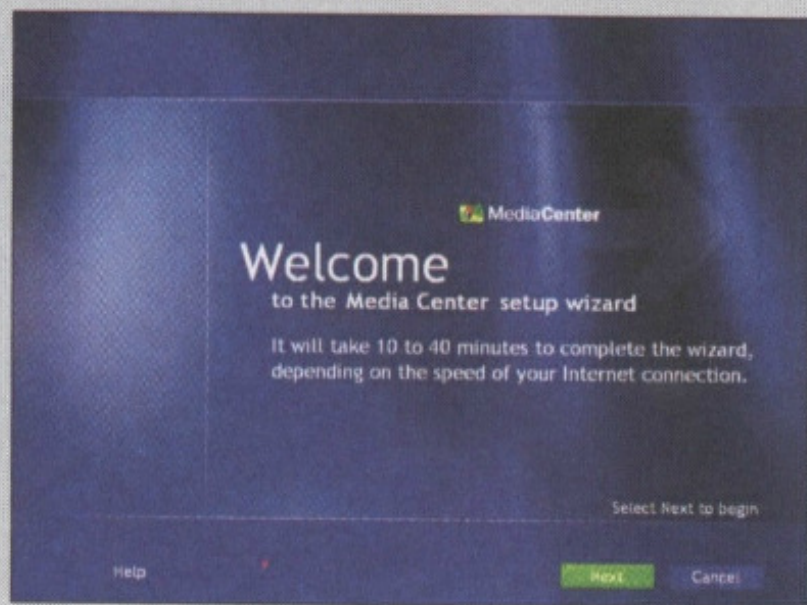 MediaCenter
Welcome
to the Media Center setup wizard
It will take 10 to 40 minutes to complete the wizard,
depending on the speed of your Internet connection.
Select Next to begin
Help
Next
Cancel